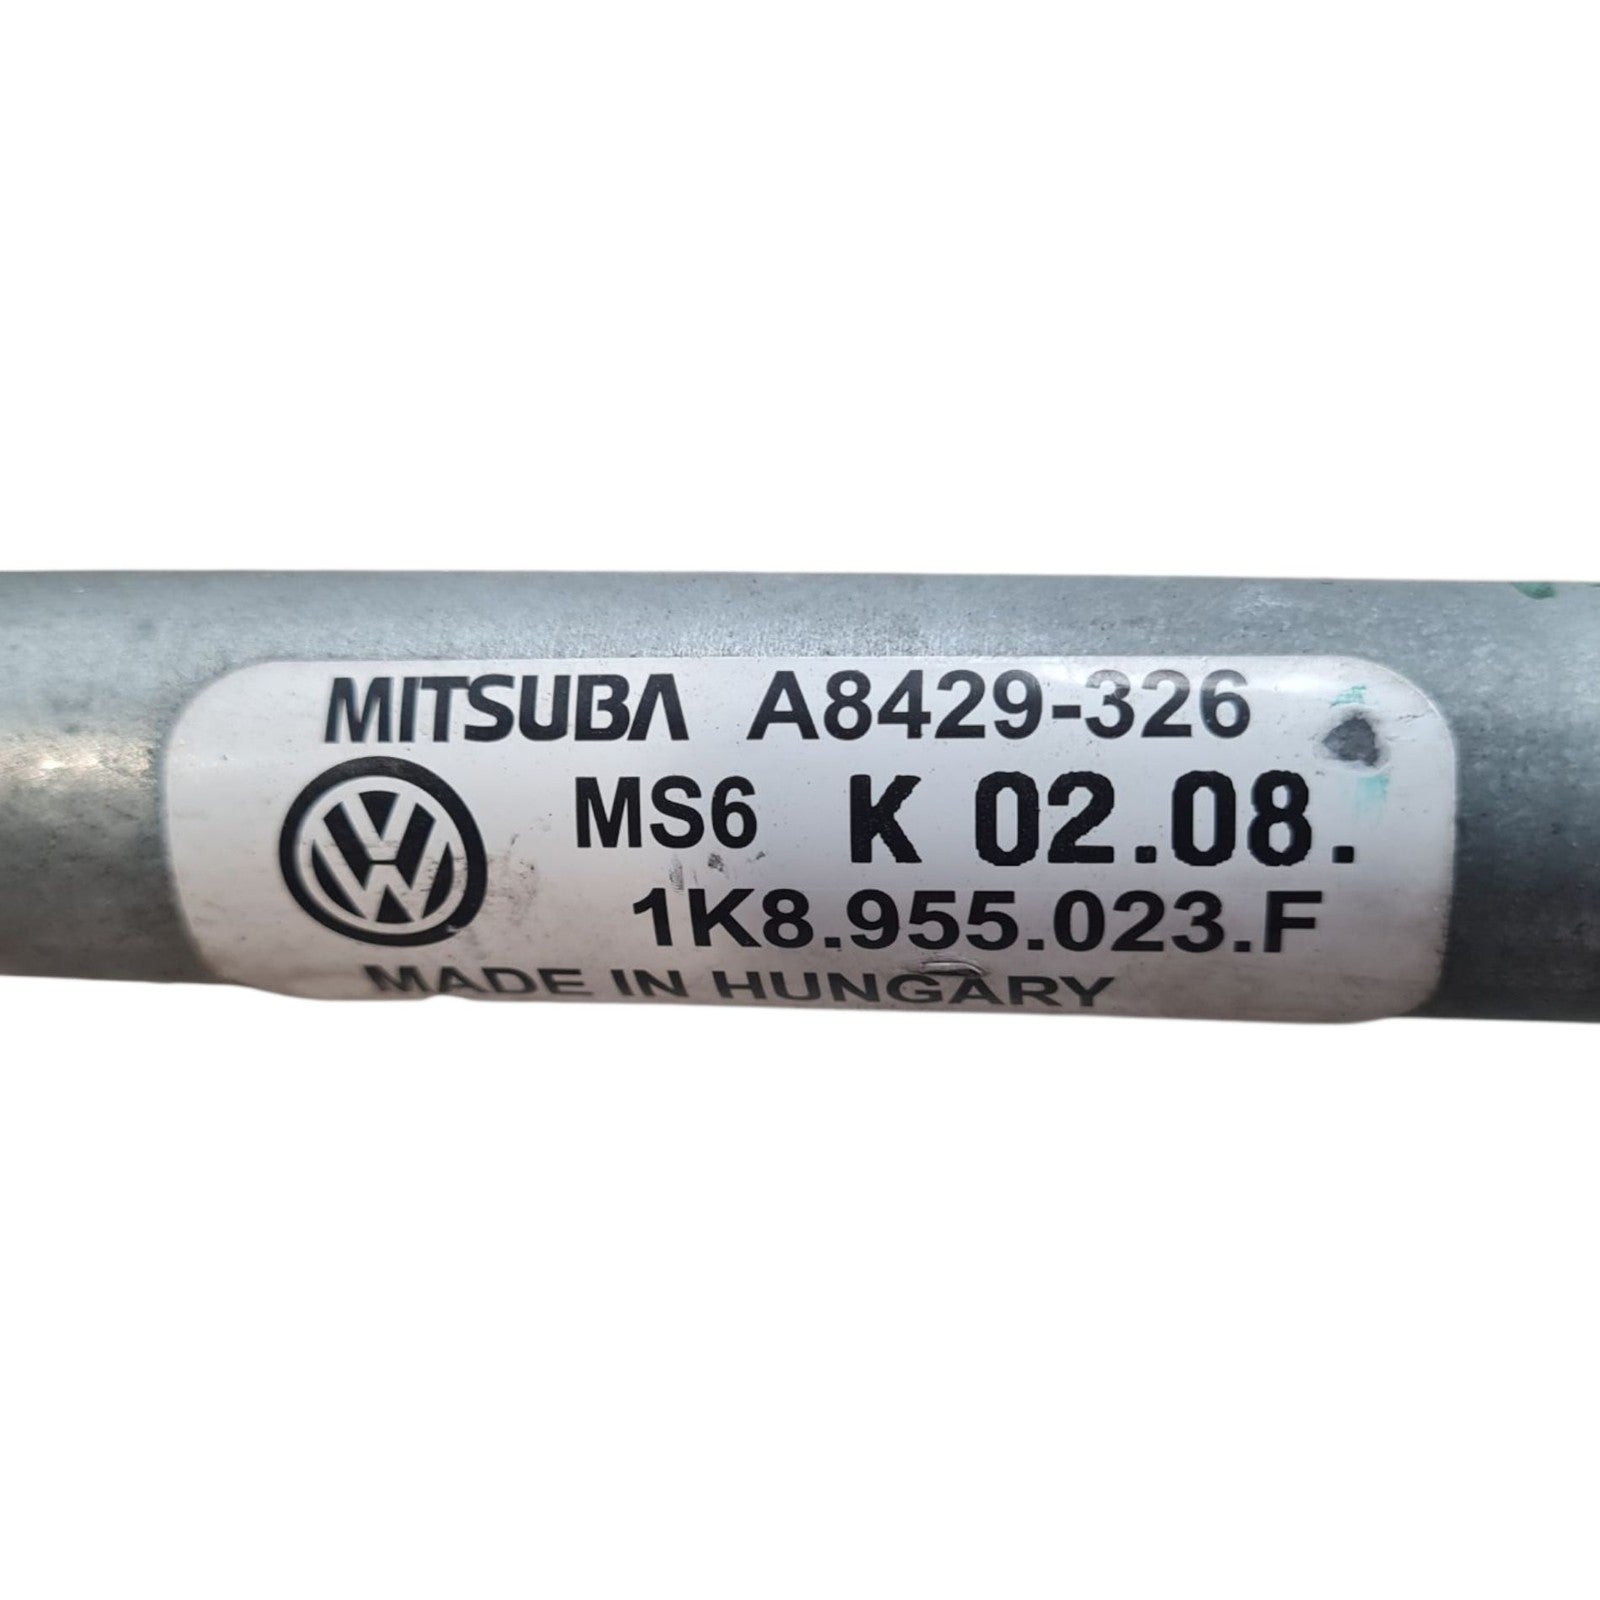 MITSUBA A8429-326
MS6 K 02.08.
1K8.955.023.F
MADE IN HUNGARY